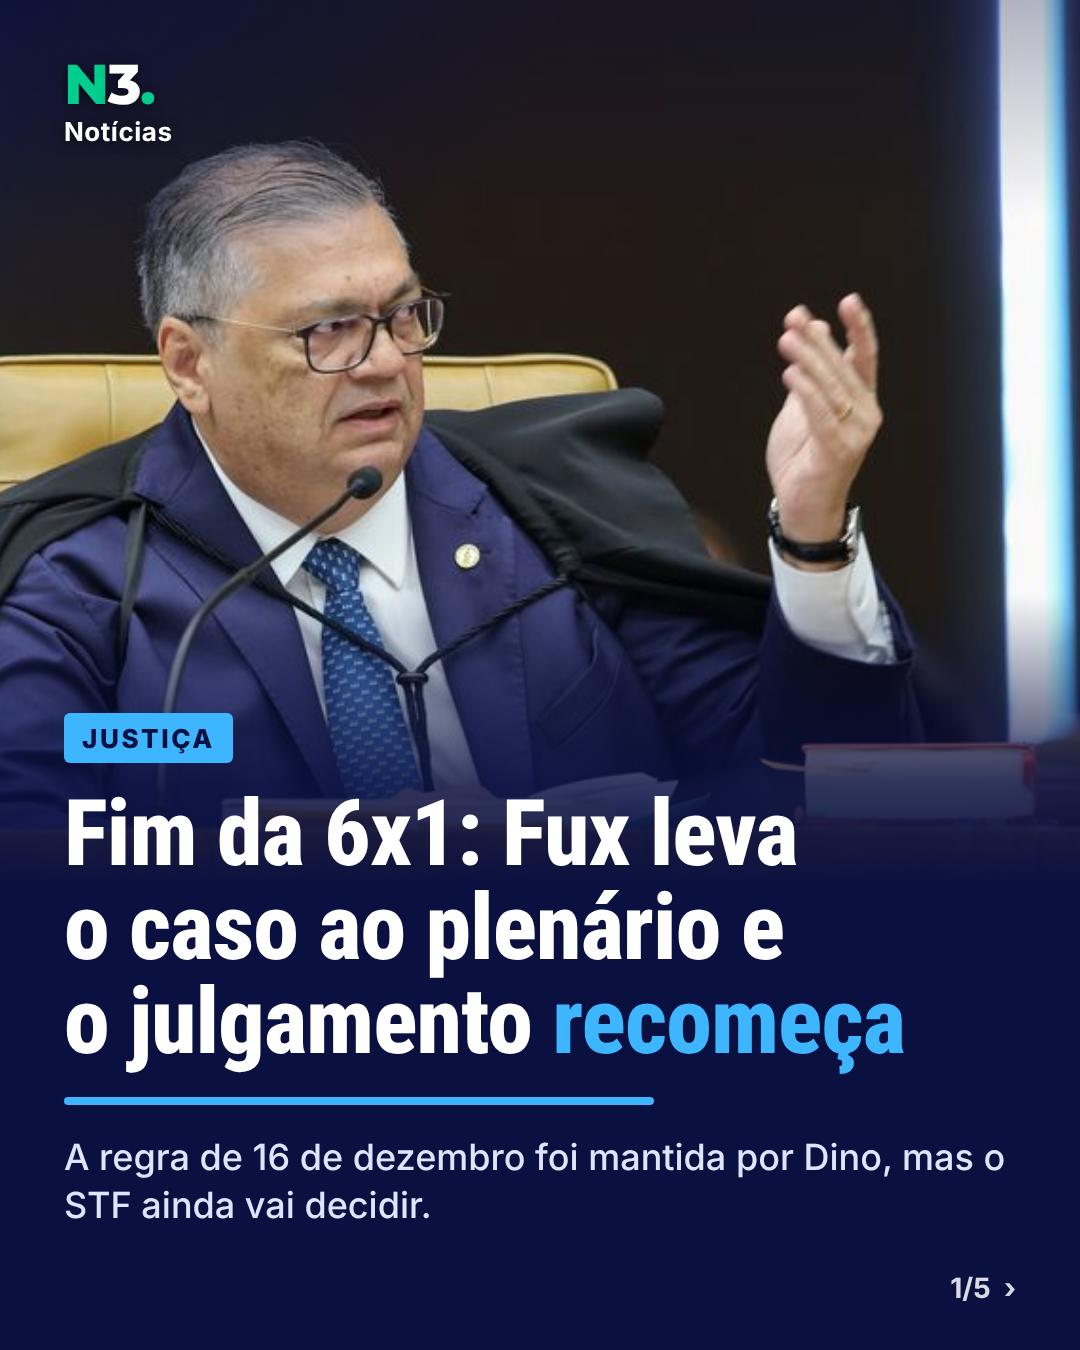 N3.
Notícias
JUSTIÇA
Fim da 6x1: Fux leva
o caso ao plenário e
o julgamento recomeça
A regra de 16 de dezembro foi mantida por Dino, mas o
STF ainda vai decidir.
1/5 ›